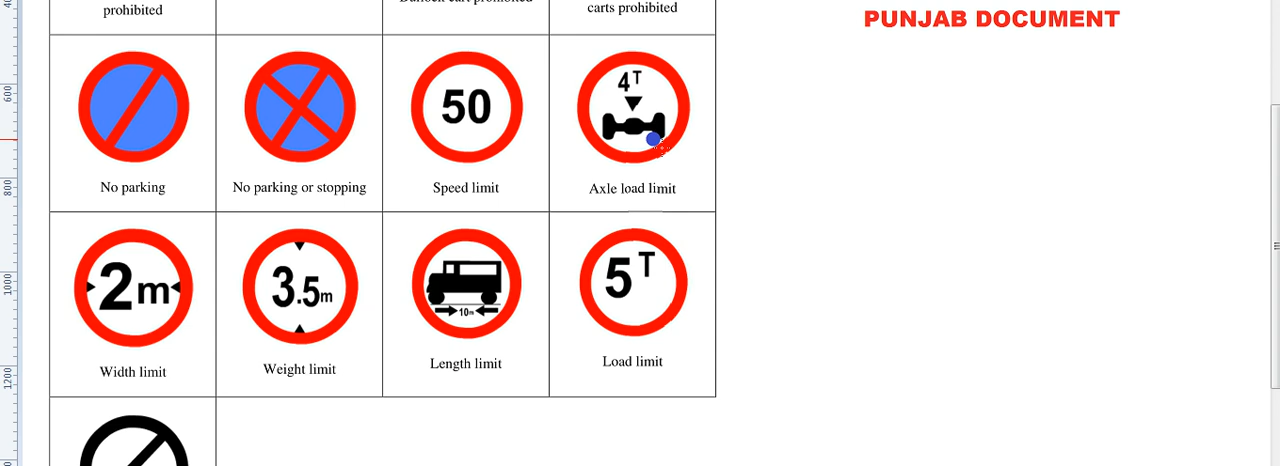 prohibited
carts prohibited
PUNJAB DOCUMENT
50
4T
No parking
No parking or stopping
Speed limit
Axle load limit
2m
3.5m
10m
5T
Width limit
Weight limit
Length limit
Load limit
600
800
1000
1200